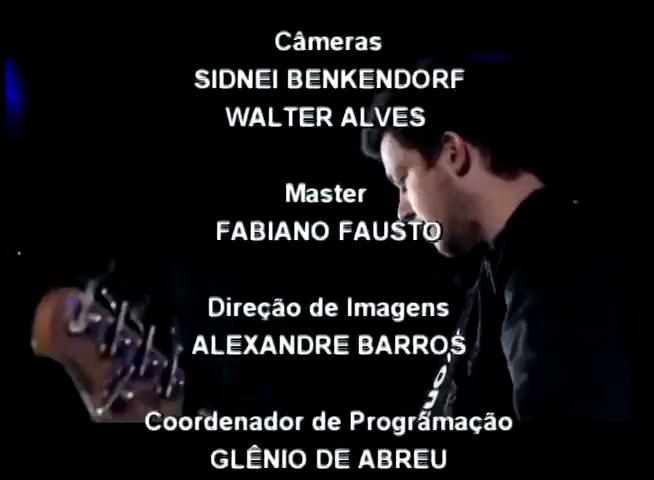 Câmeras
SIDNEI BENKENDORF
WALTER ALVES
Master
FABIANO FAUSTO
Direção de Imagens
ALEXANDRE BARROS
Coordenador de Programação
GLÊNIO DE ABREU